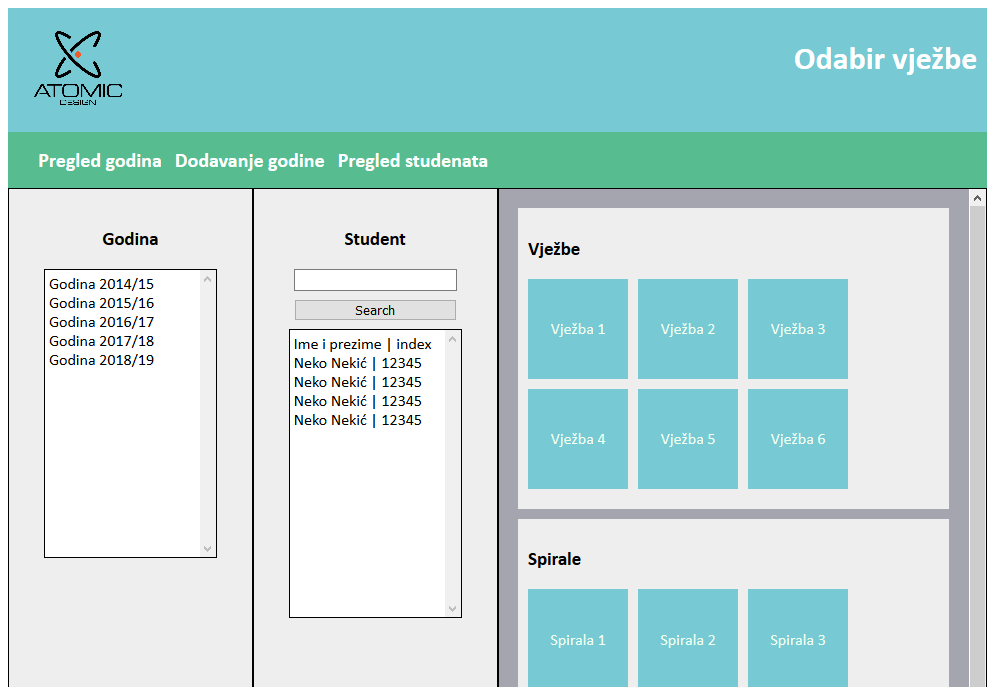 ATOMIC
DESIGN
Odabir vježbe
Pregled godina Dodavanje godine Pregled studenata
Godina
Godina 2014/15
Godina 2015/16
Godina 2016/17
Godina 2017/18
Godina 2018/19
Student
Search
Ime i prezime | index
Neko Nekić | 12345
Neko Nekić | 12345
Neko Nekić | 12345
Neko Nekić | 12345
Vježbe
Vježba 1 Vježba 2 Vježba 3
Vježba 4 Vježba 5 Vježba 6
Spirale
Spirala 1 Spirala 2 Spirala 3